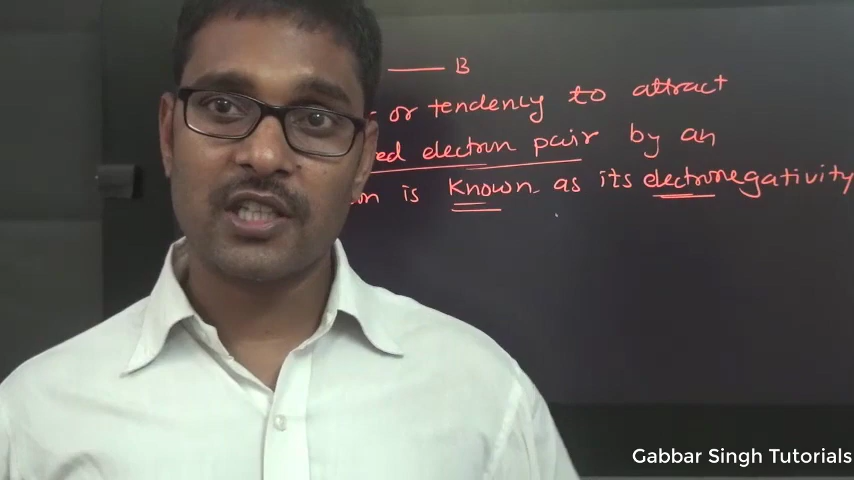 B
or tendency to attract
electron pair by an
is known as its electronegativity
Gabbar Singh Tutorials